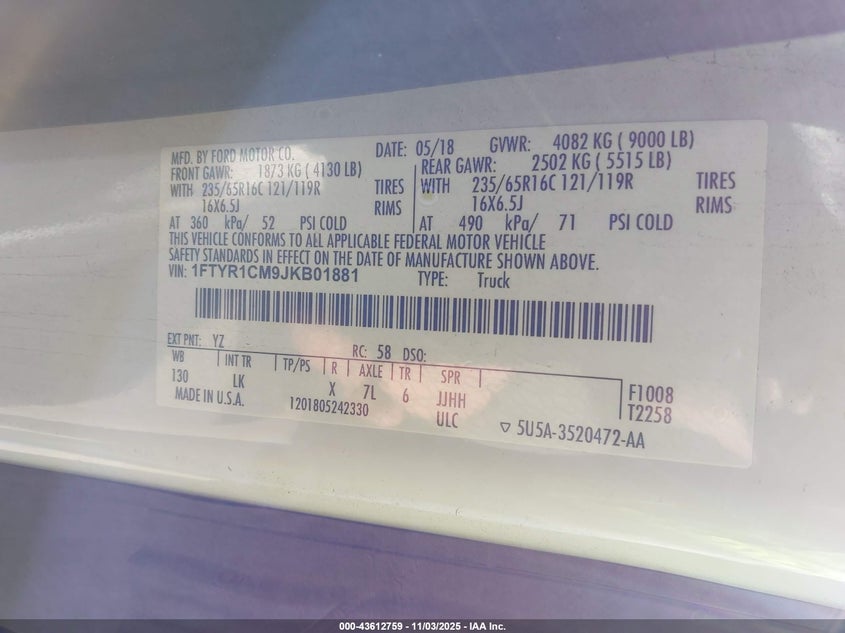 MFD. BY FORD MOTOR CO. DATE: 05/18 GVWR: 4082 KG ( 9000 LB)
FRONT GAWR: 1873 KG ( 4130 LB) REAR GAWR: 2502 KG ( 5515 LB)
WITH 235/65R16C 121/119R TIRES WITH 235/65R16C 121/119R TIRES
16X6.5J RIMS 16X6.5J RIMS
AT 360 kPa/ 52 PSI COLD AT 490 kPa/ 71 PSI COLD
THIS VEHICLE CONFORMS TO ALL APPLICABLE FEDERAL MOTOR VEHICLE
SAFETY STANDARDS IN EFFECT ON THE DATE OF MANUFACTURE SHOWN ABOVE.
VIN: 1FTYR1CM9JKB01881 TYPE: Truck
EXT PNT: YZ RC: 58 DSO:
WB INT TR TP/PS R AXLE TR SPR
130 LK X 7L 6 JJHH F1008
MADE IN U.S.A. 1201805242330 ULC T2258
▽ 5U5A-3520472-AA
000-43612759 - 11/03/2025 - IAA Inc.